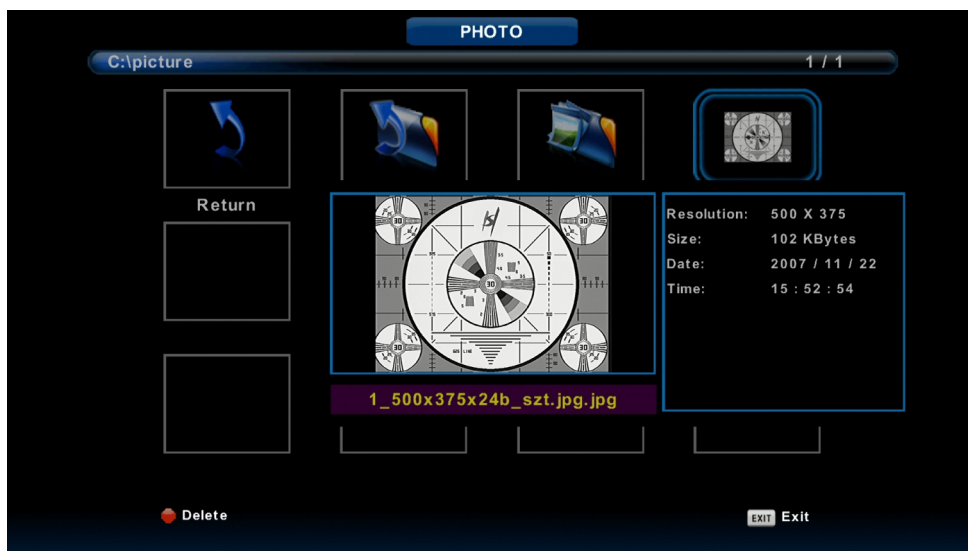 PHOTO
C:\picture 1 / 1
Return
Resolution: 500 X 375
Size: 102 KBytes
Date: 2007 / 11 / 22
Time: 15 : 52 : 54
1_500x375x24b_szt.jpg.jpg
Delete
EXIT Exit